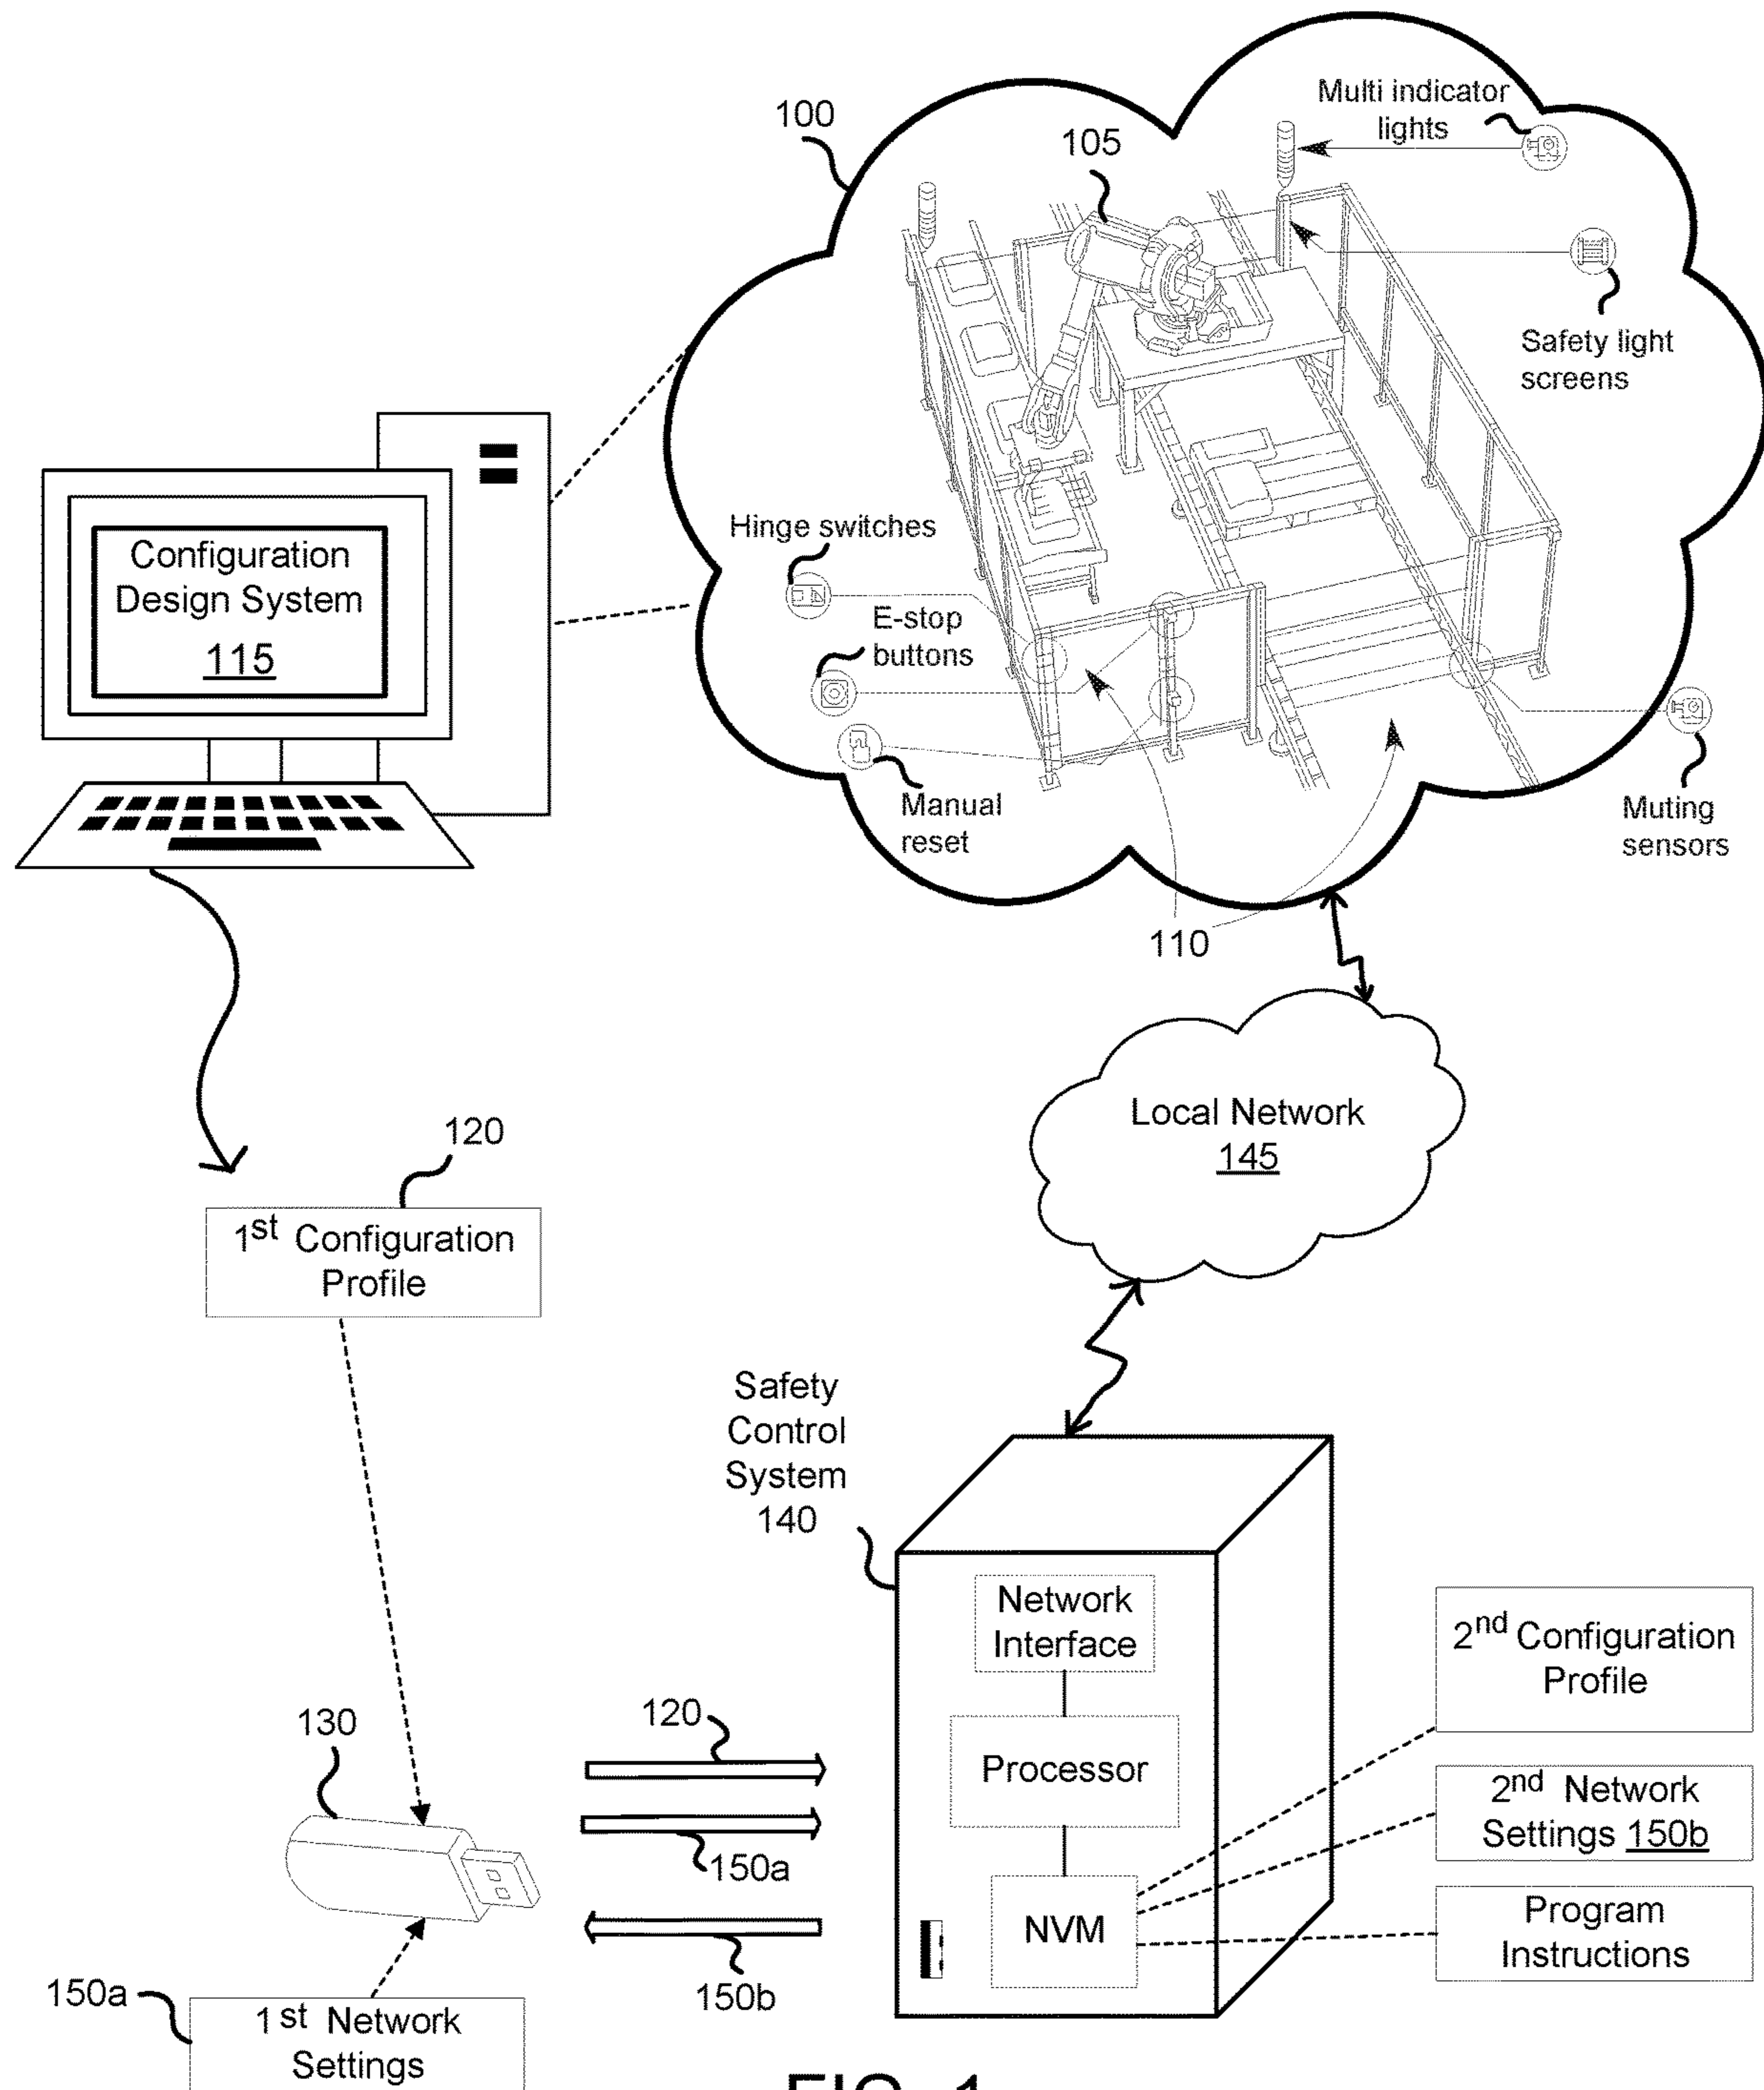 100
105
Multi indicator
lights
Safety light
screens
Hinge switches
E-stop
buttons
Manual
reset
Muting
sensors
110
Configuration
Design System
115
Local Network
145
120
1st Configuration
Profile
Safety
Control
System
140
Network
Interface
Processor
NVM
2nd Configuration
Profile
2nd Network
Settings 150b
Program
Instructions
130
120
150a
150b
150a
1st Network
Settings
FIG. 1